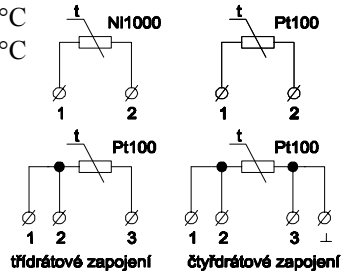 °C
°C
t Ni1000
1 2
t Pt100
1 2
t Pt100
1 2 3
třídrátové zapojení
t Pt100
1 2 3 ⊥
čtyřdrátové zapojení